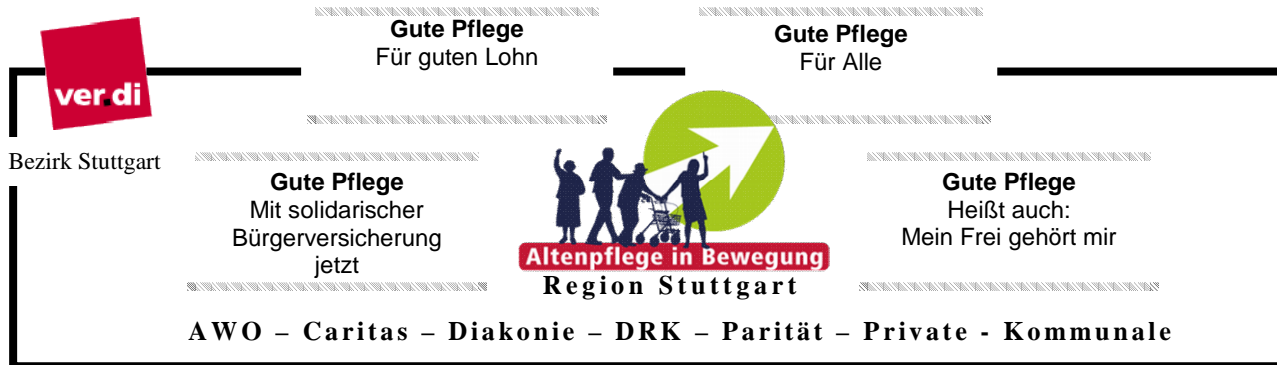 Gute Pflege
Für guten Lohn
Gute Pflege
Für Alle
ver.di
Bezirk Stuttgart
Gute Pflege
Mit solidarischer
Bürgerversicherung
jetzt
Gute Pflege
Heißt auch:
Mein Frei gehört mir
Altenpflege in Bewegung
Region Stuttgart
AWO – Caritas – Diakonie – DRK – Parität – Private - Kommunale